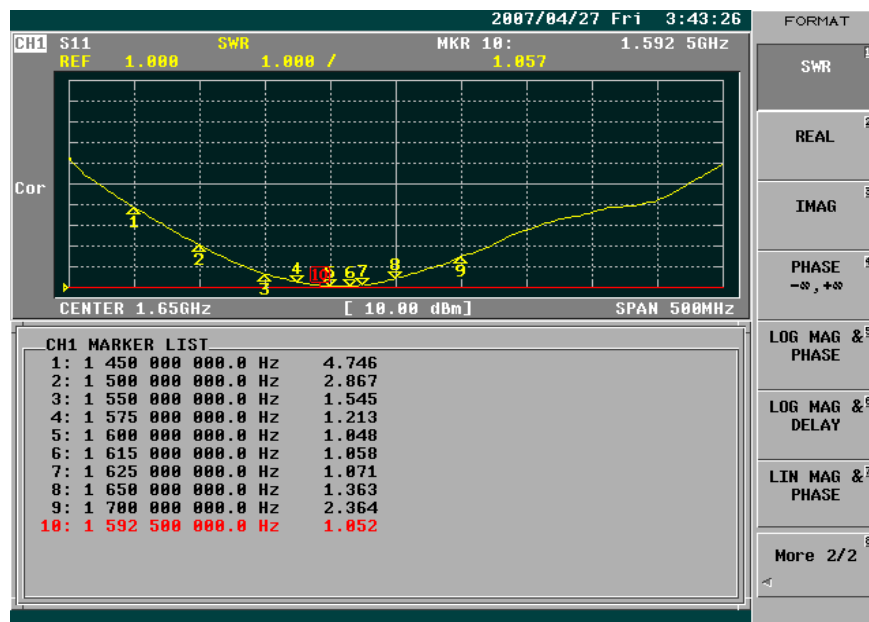 2007/04/27 Fri 3:43:26
CH1 S11 SWR MKR 10: 1.592 5GHz
REF 1.000 1.000 / 1.057
Cor
1
2
3
4
10
5
6
7
8
9
CENTER 1.65GHz [ 10.00 dBm] SPAN 500MHz
CH1 MARKER LIST
1: 1 450 000 000.0 Hz 4.746
2: 1 500 000 000.0 Hz 2.867
3: 1 550 000 000.0 Hz 1.545
4: 1 575 000 000.0 Hz 1.213
5: 1 600 000 000.0 Hz 1.048
6: 1 615 000 000.0 Hz 1.058
7: 1 625 000 000.0 Hz 1.071
8: 1 650 000 000.0 Hz 1.363
9: 1 700 000 000.0 Hz 2.364
10: 1 592 500 000.0 Hz 1.052
FORMAT
SWR
REAL
IMAG
PHASE
-∞,+∞
LOG MAG &
PHASE
LOG MAG &
DELAY
LIN MAG &
PHASE
More 2/2